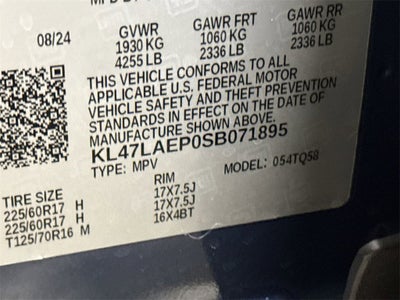 08/24
GVWR GAWR FRT GAWR RR
1930 KG 1060 KG 1060 KG
4255 LB 2336 LB 2336 LB
THIS VEHICLE CONFORMS TO ALL
APPLICABLE U.S. FEDERAL MOTOR
VEHICLE SAFETY AND THEFT PREVENTION
STANDARDS IN EFFECT ON THE DATE OF
MANUFACTURE SHOWN ABOVE.
KL47LAEP0SB071895
TYPE: MPV MODEL: 054TQ58
TIRE SIZE RIM
225/60R17 H 17X7.5J
225/60R17 H 17X7.5J
T125/70R16 M 16X4BT